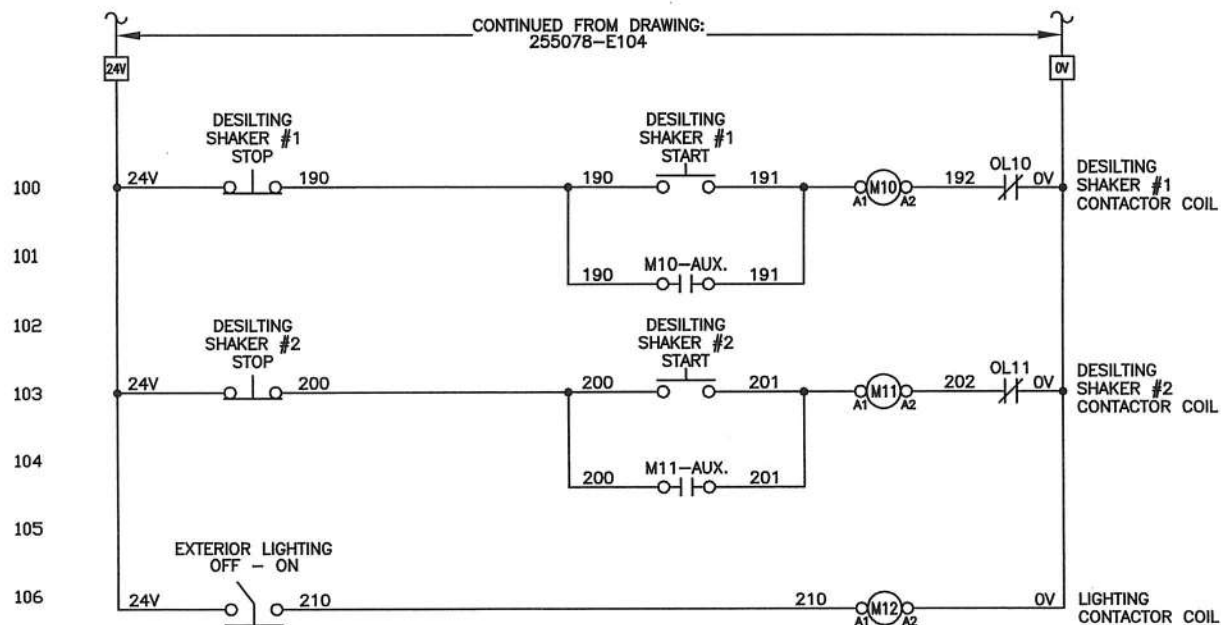 CONTINUED FROM DRAWING:
255078-E104
24V
0V
DESILTING
SHAKER #1
STOP
DESILTING
SHAKER #1
START
100
24V
190
190
191
M10
A1
A2
192
OL10
0V
DESILTING
SHAKER #1
CONTACTOR COIL
101
190
M10-AUX.
191
102
DESILTING
SHAKER #2
STOP
DESILTING
SHAKER #2
START
103
24V
200
200
201
M11
A1
A2
202
OL11
0V
DESILTING
SHAKER #2
CONTACTOR COIL
104
200
M11-AUX.
201
105
EXTERIOR LIGHTING
OFF - ON
106
24V
210
210
M12
A1
A2
0V
LIGHTING
CONTACTOR COIL